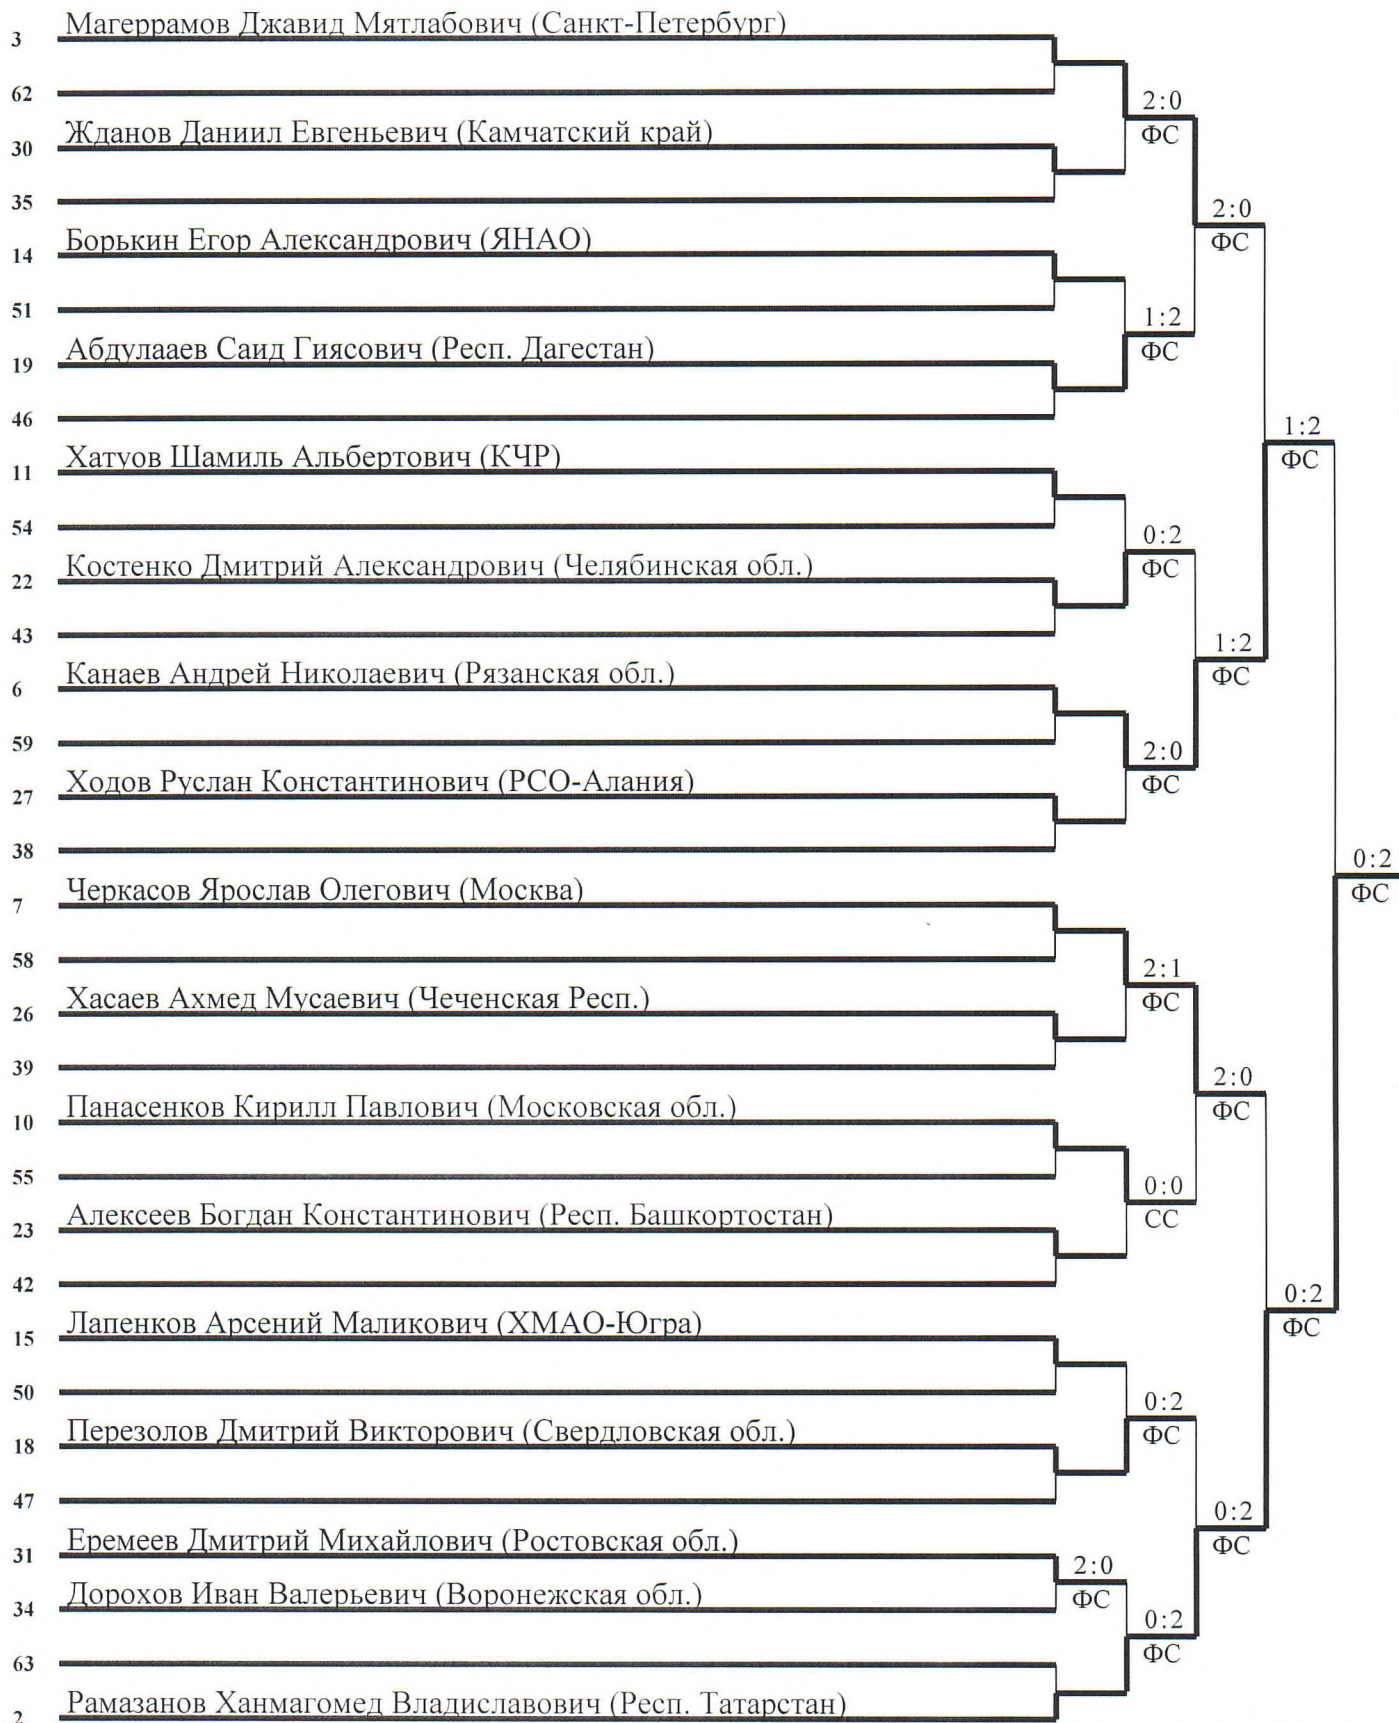 Магеррамов Джавид Мятлабович (Санкт-Петербург)
3
62
2:0
Жданов Даниил Евгеньевич (Камчатский край)
ФС
30
35
2:0
Борькин Егор Александрович (ЯНАО)
ФС
14
51
1:2
Абдулааев Саид Гиясович (Респ. Дагестан)
ФС
19
46
1:2
Хатуов Шамиль Альбертович (КЧР)
ФС
11
54
0:2
Костенко Дмитрий Александрович (Челябинская обл.)
ФС
22
43
1:2
Канаев Андрей Николаевич (Рязанская обл.)
ФС
6
59
2:0
Ходов Руслан Константинович (РСО-Алания)
ФС
27
38
0:2
Черкасов Ярослав Олегович (Москва)
ФС
7
58
2:1
Хасаев Ахмед Мусаевич (Чеченская Респ.)
ФС
26
39
2:0
Панасенков Кирилл Павлович (Московская обл.)
ФС
10
55
0:0
Алексеев Богдан Константинович (Респ. Башкортостан)
СС
23
42
0:2
Лапенков Арсений Маликович (ХМАО-Югра)
ФС
15
50
0:2
Перезолов Дмитрий Викторович (Свердловская обл.)
ФС
18
47
0:2
Еремеев Дмитрий Михайлович (Ростовская обл.)
ФС
31
2:0
Дорохов Иван Валерьевич (Воронежская обл.)
ФС
34
0:2
ФС
63
Рамазанов Ханмагомед Владиславович (Респ. Татарстан)
2